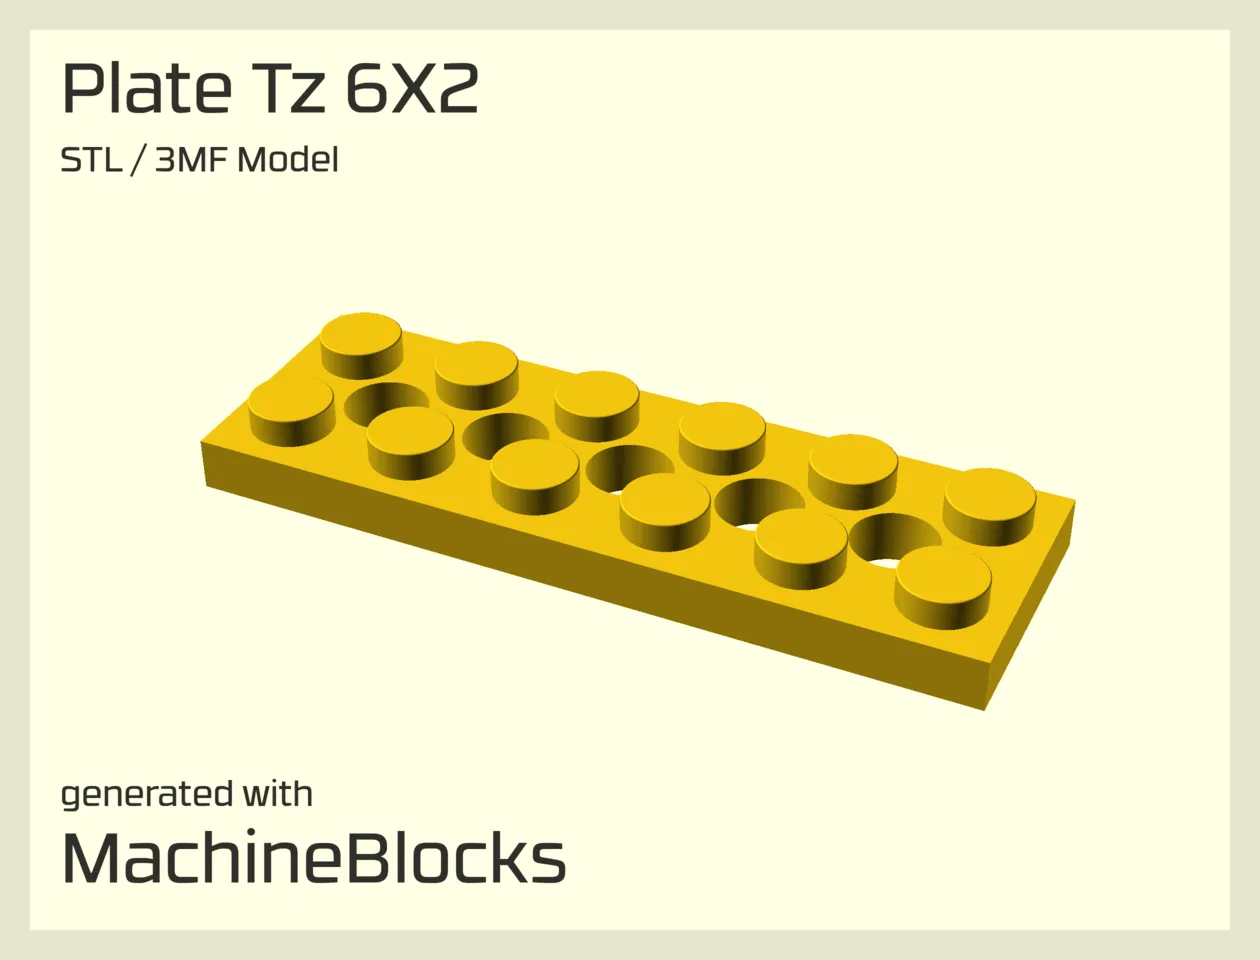 Plate Tz 6X2
STL / 3MF Model
generated with
MachineBlocks